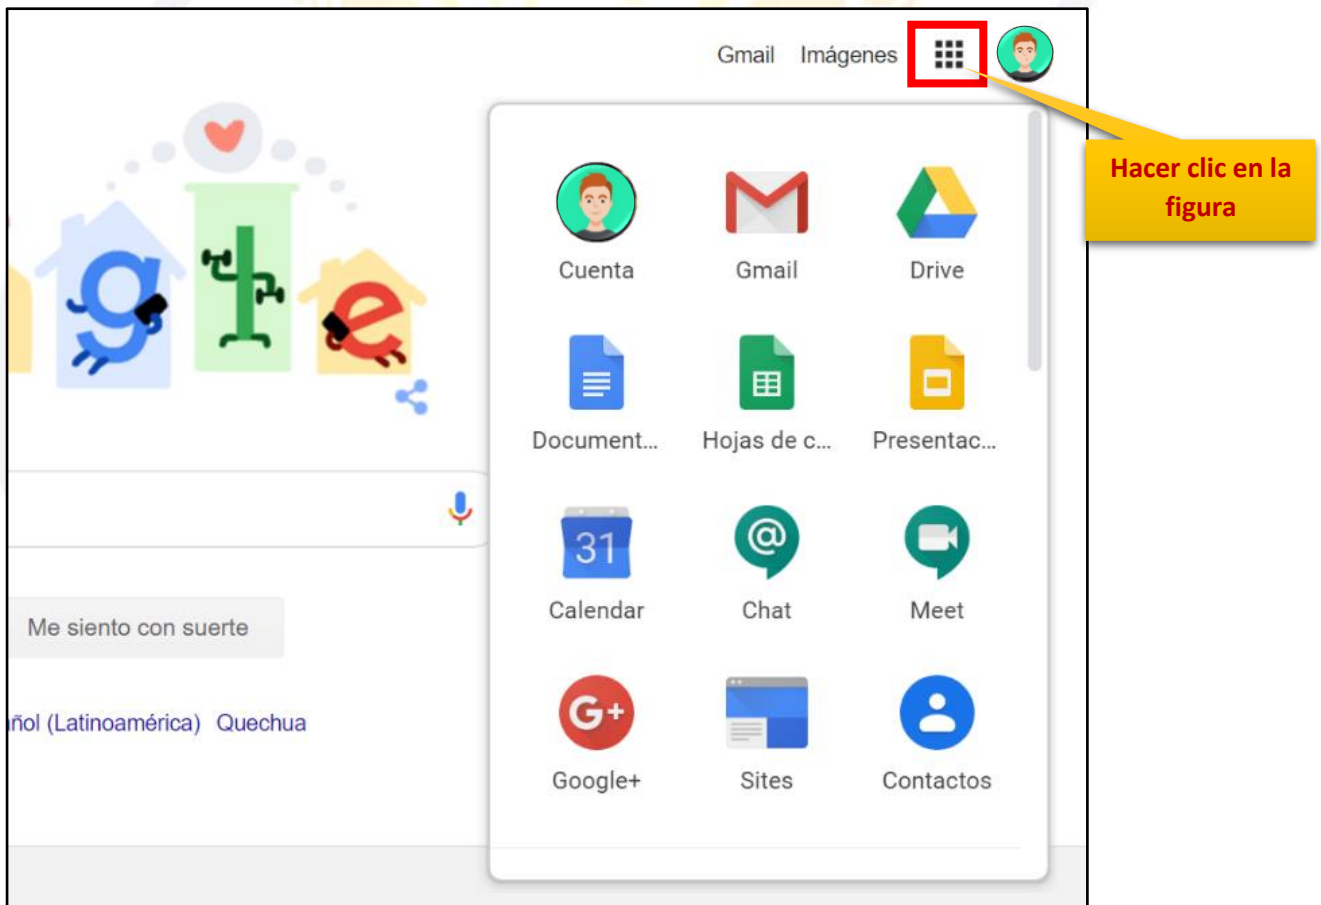 Gmail Imágenes
Hacer clic en la
figura
Cuenta Gmail Drive
g l e
Document... Hojas de c... Presentac...
31
Calendar Chat Meet
Me siento con suerte
G+
ñol (Latinoamérica) Quechua
Google+ Sites Contactos